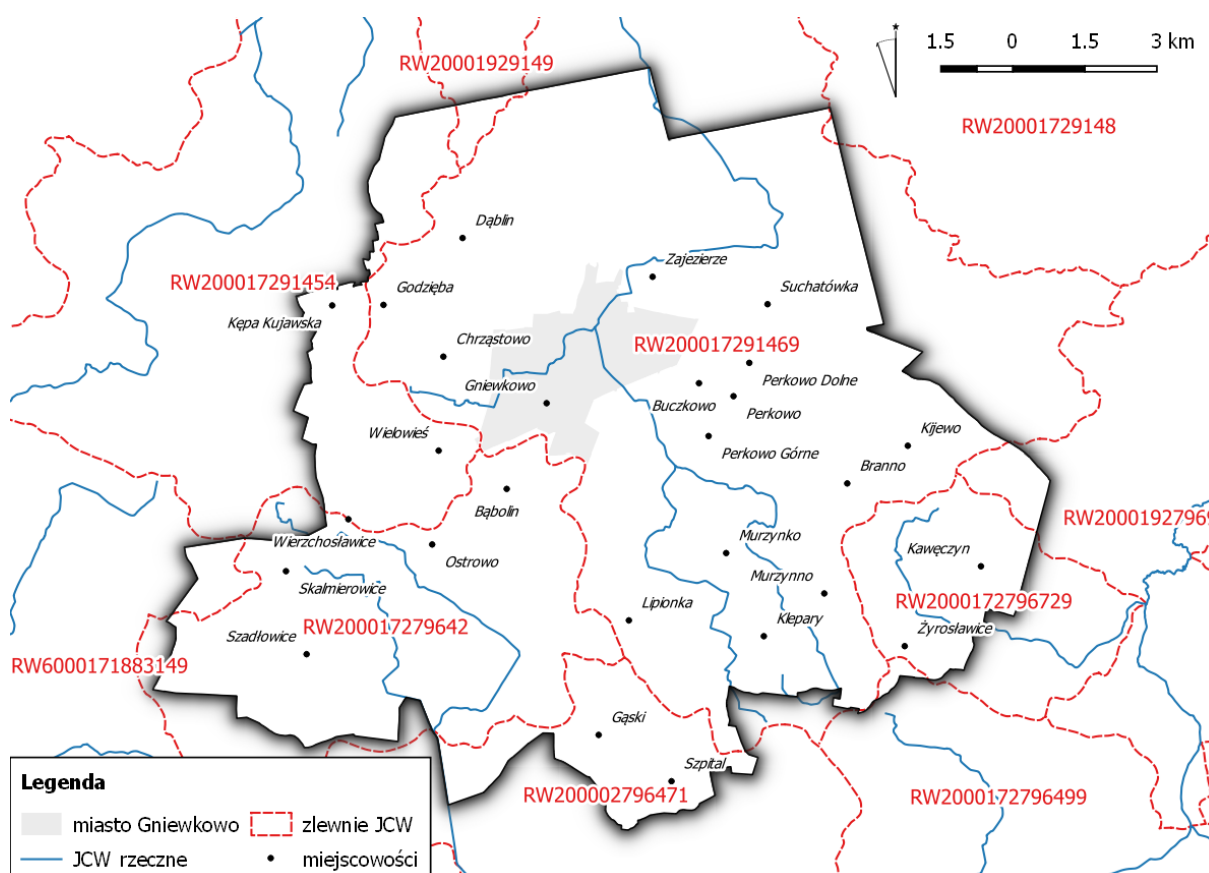 1.5 0 1.5 3 km
RW20001929149
RW20001729148
Dąblin
Zajezierze
RW200017291454
Godzięba
Suchatówka
Kępa Kujawska
Chrząstowo
RW200017291469
Perkowo Dolne
Gniewkowo
Buczkowo
Perkowo
Wielowieś
Kijewo
Perkowo Górne
Branno
Bąbolin
RW20001927969
Wierzchosławice
Murzynko
Kawęczyn
Ostrowo
Murzynno
Skalmierowice
Lipionka
RW2000172796729
Klepary
RW200017279642
Żyrosławice
Szadłowice
RW6000171883149
Gąski
Szpital
RW200002796471
RW2000172796499
Legenda
miasto Gniewkowo
zlewnie JCW
JCW rzeczne
miejscowości